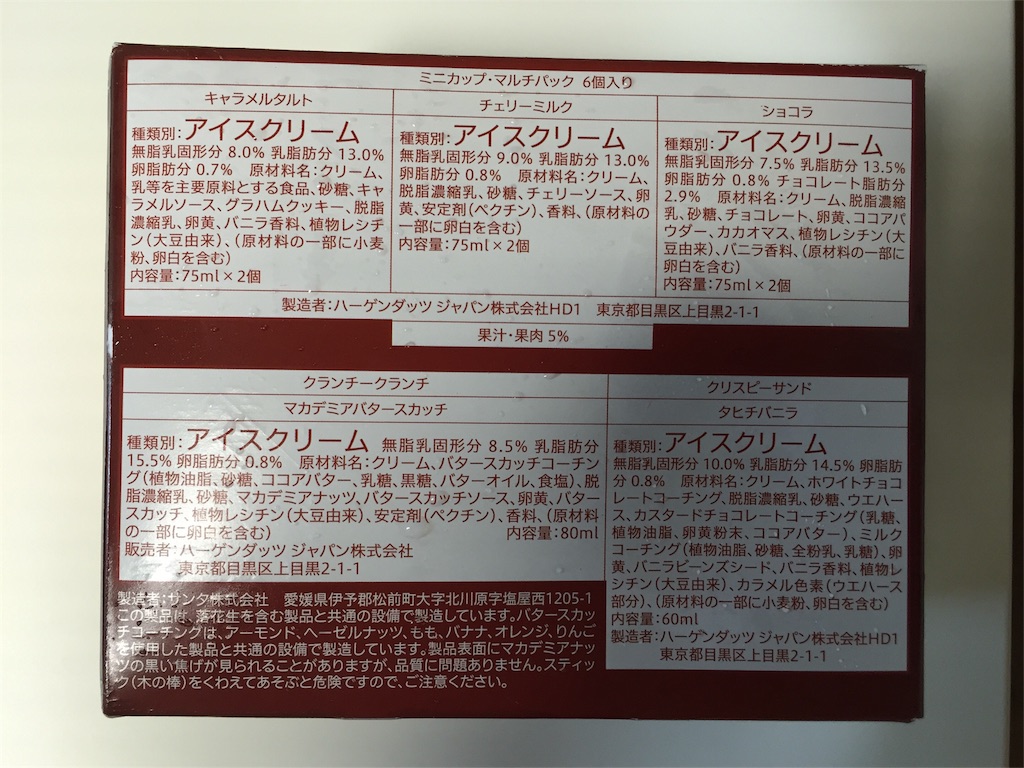 ミニカップ・マルチパック 6個入り
キャラメルタルト
種類別:アイスクリーム
無脂乳固形分 8.0% 乳脂肪分 13.0%
卵脂肪分 0.7% 原材料名:クリーム、
乳等を主要原料とする食品、砂糖、キャ
ラメルソース、グラハムクッキー、脱脂
濃縮乳、卵黄、バニラ香料、植物レシチ
ン(大豆由来)、(原材料の一部に小麦
粉、卵白を含む)
内容量:75ml×2個
チェリーミルク
種類別:アイスクリーム
無脂乳固形分 9.0% 乳脂肪分 13.0%
卵脂肪分 0.8% 原材料名:クリーム、
脱脂濃縮乳、砂糖、チェリーソース、卵
黄、安定剤(ペクチン)、香料、(原材料の
一部に卵白を含む)
内容量:75ml×2個
ショコラ
種類別:アイスクリーム
無脂乳固形分 7.5% 乳脂肪分 13.5%
卵脂肪分 0.8% チョコレート脂肪分
2.9% 原材料名:クリーム、脱脂濃縮
乳、砂糖、チョコレート、卵黄、ココアパ
ウダー、カカオマス、植物レシチン(大
豆由来)、バニラ香料、(原材料の一部に
卵白を含む)
内容量:75ml×2個
製造者:ハーゲンダッツ ジャパン株式会社HD1 東京都目黒区上目黒2-1-1
果汁・果肉 5%
クランチークランチ
マカデミアバタースカッチ
種類別:アイスクリーム 無脂乳固形分 8.5% 乳脂肪分
15.5% 卵脂肪分 0.8% 原材料名:クリーム、バタースカッチコーチン
グ(植物油脂、砂糖、ココアバター、乳糖、黒糖、バターオイル、食塩)、脱
脂濃縮乳、砂糖、マカデミアナッツ、バタースカッチソース、卵黄、バター
スカッチ、植物レシチン(大豆由来)、安定剤(ペクチン)、香料、(原材料
の一部に卵白を含む) 内容量:80ml
販売者:ハーゲンダッツ ジャパン株式会社
東京都目黒区上目黒2-1-1
製造者:サンタ株式会社 愛媛県伊予郡松前町大字北川原字塩屋西1205-1
この製品は、落花生を含む製品と共通の設備で製造しています。バタースカッ
チコーチングは、アーモンド、ヘーゼルナッツ、もも、バナナ、オレンジ、りんご
を使用した製品と共通の設備で製造しています。製品表面にマカデミアナッ
ツの黒い焦げが見られることがありますが、品質に問題ありません。スティッ
ク(木の棒)をくわえてあそぶと危険ですので、ご注意ください。
クリスピーサンド
タヒチバニラ
種類別:アイスクリーム
無脂乳固形分 10.0% 乳脂肪分 14.5% 卵脂肪
分 0.8% 原材料名:クリーム、ホワイトチョコ
レートコーチング、脱脂濃縮乳、砂糖、ウエハー
ス、カスタードチョコレートコーチング(乳糖、
植物油脂、卵黄粉末、ココアバター)、ミルク
コーチング(植物油脂、砂糖、全粉乳、乳糖)、卵
黄、バニラビーンズシード、バニラ香料、植物レ
シチン(大豆由来)、カラメル色素(ウエハース
部分)、(原材料の一部に小麦粉、卵白を含む)
内容量:60ml
製造者:ハーゲンダッツ ジャパン株式会社HD1
東京都目黒区上目黒2-1-1